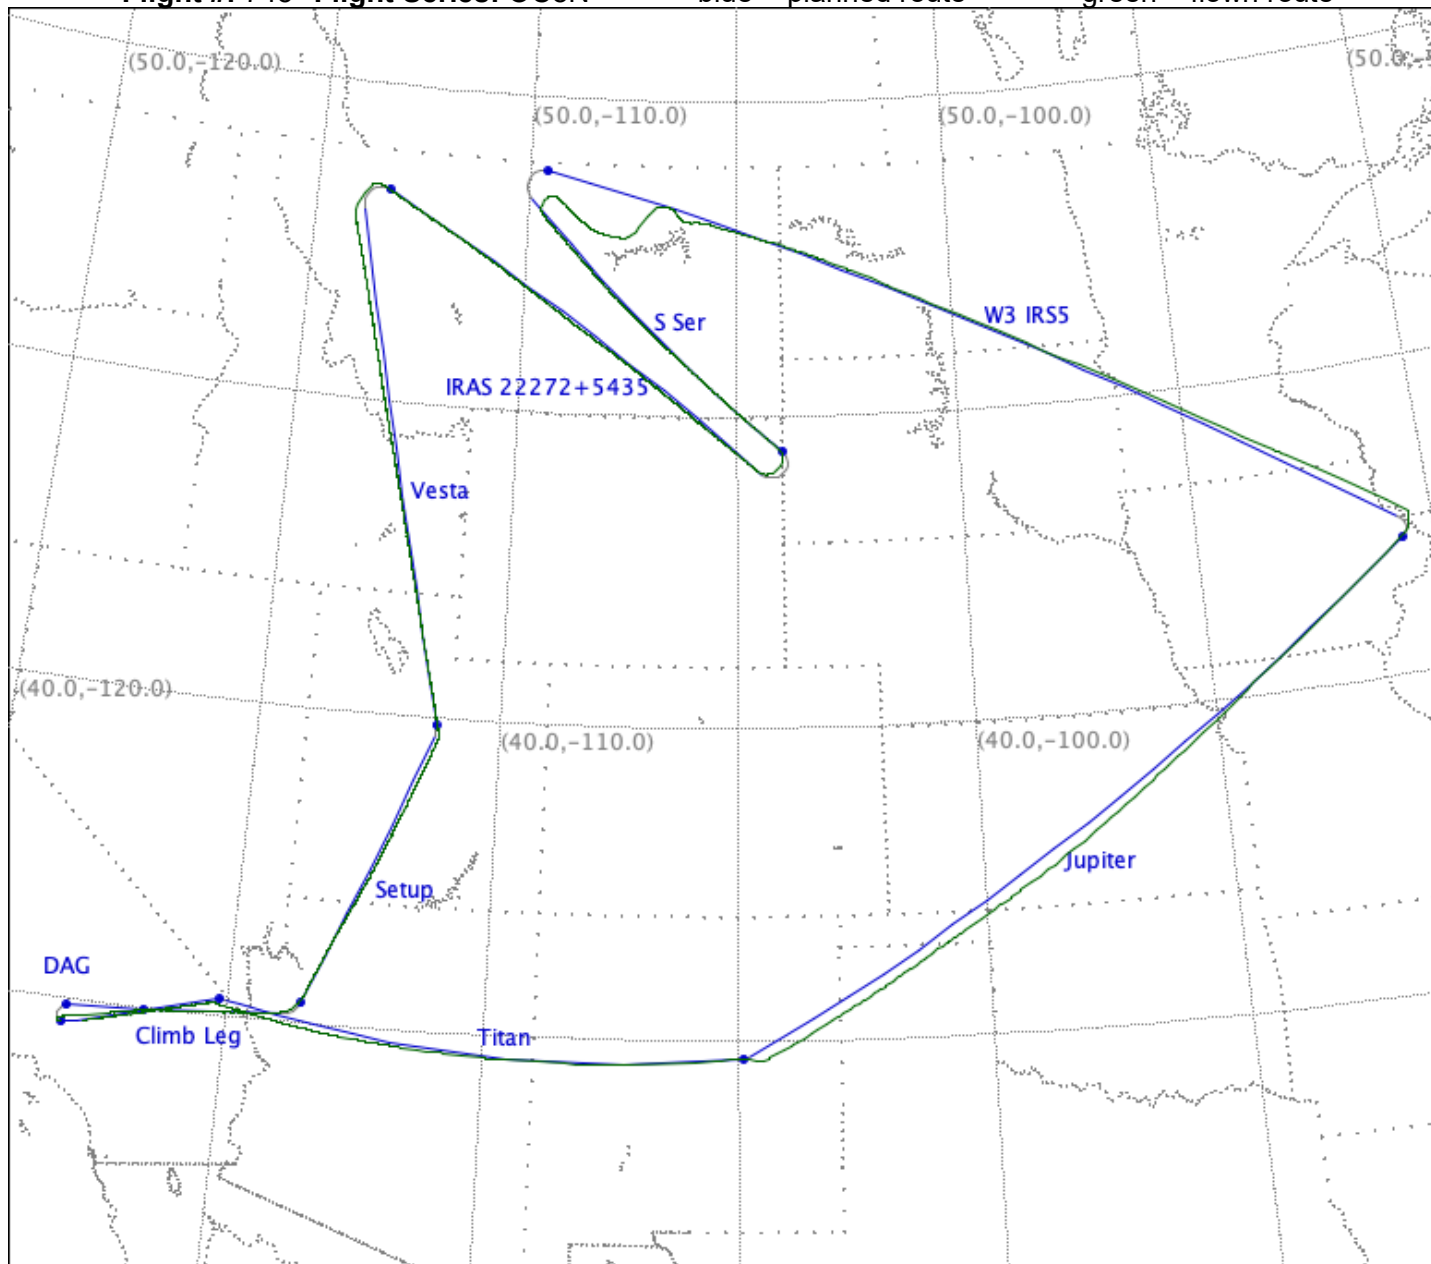 (50.0,-120.0)
(50.0,-110.0)
(50.0,-100.0)
W3 IRS5
S Ser
IRAS 22272+5435
Vesta
(40.0,-120.0)
(40.0,-110.0)
(40.0,-100.0)
Jupiter
Setup
DAG
Climb Leg
Titan